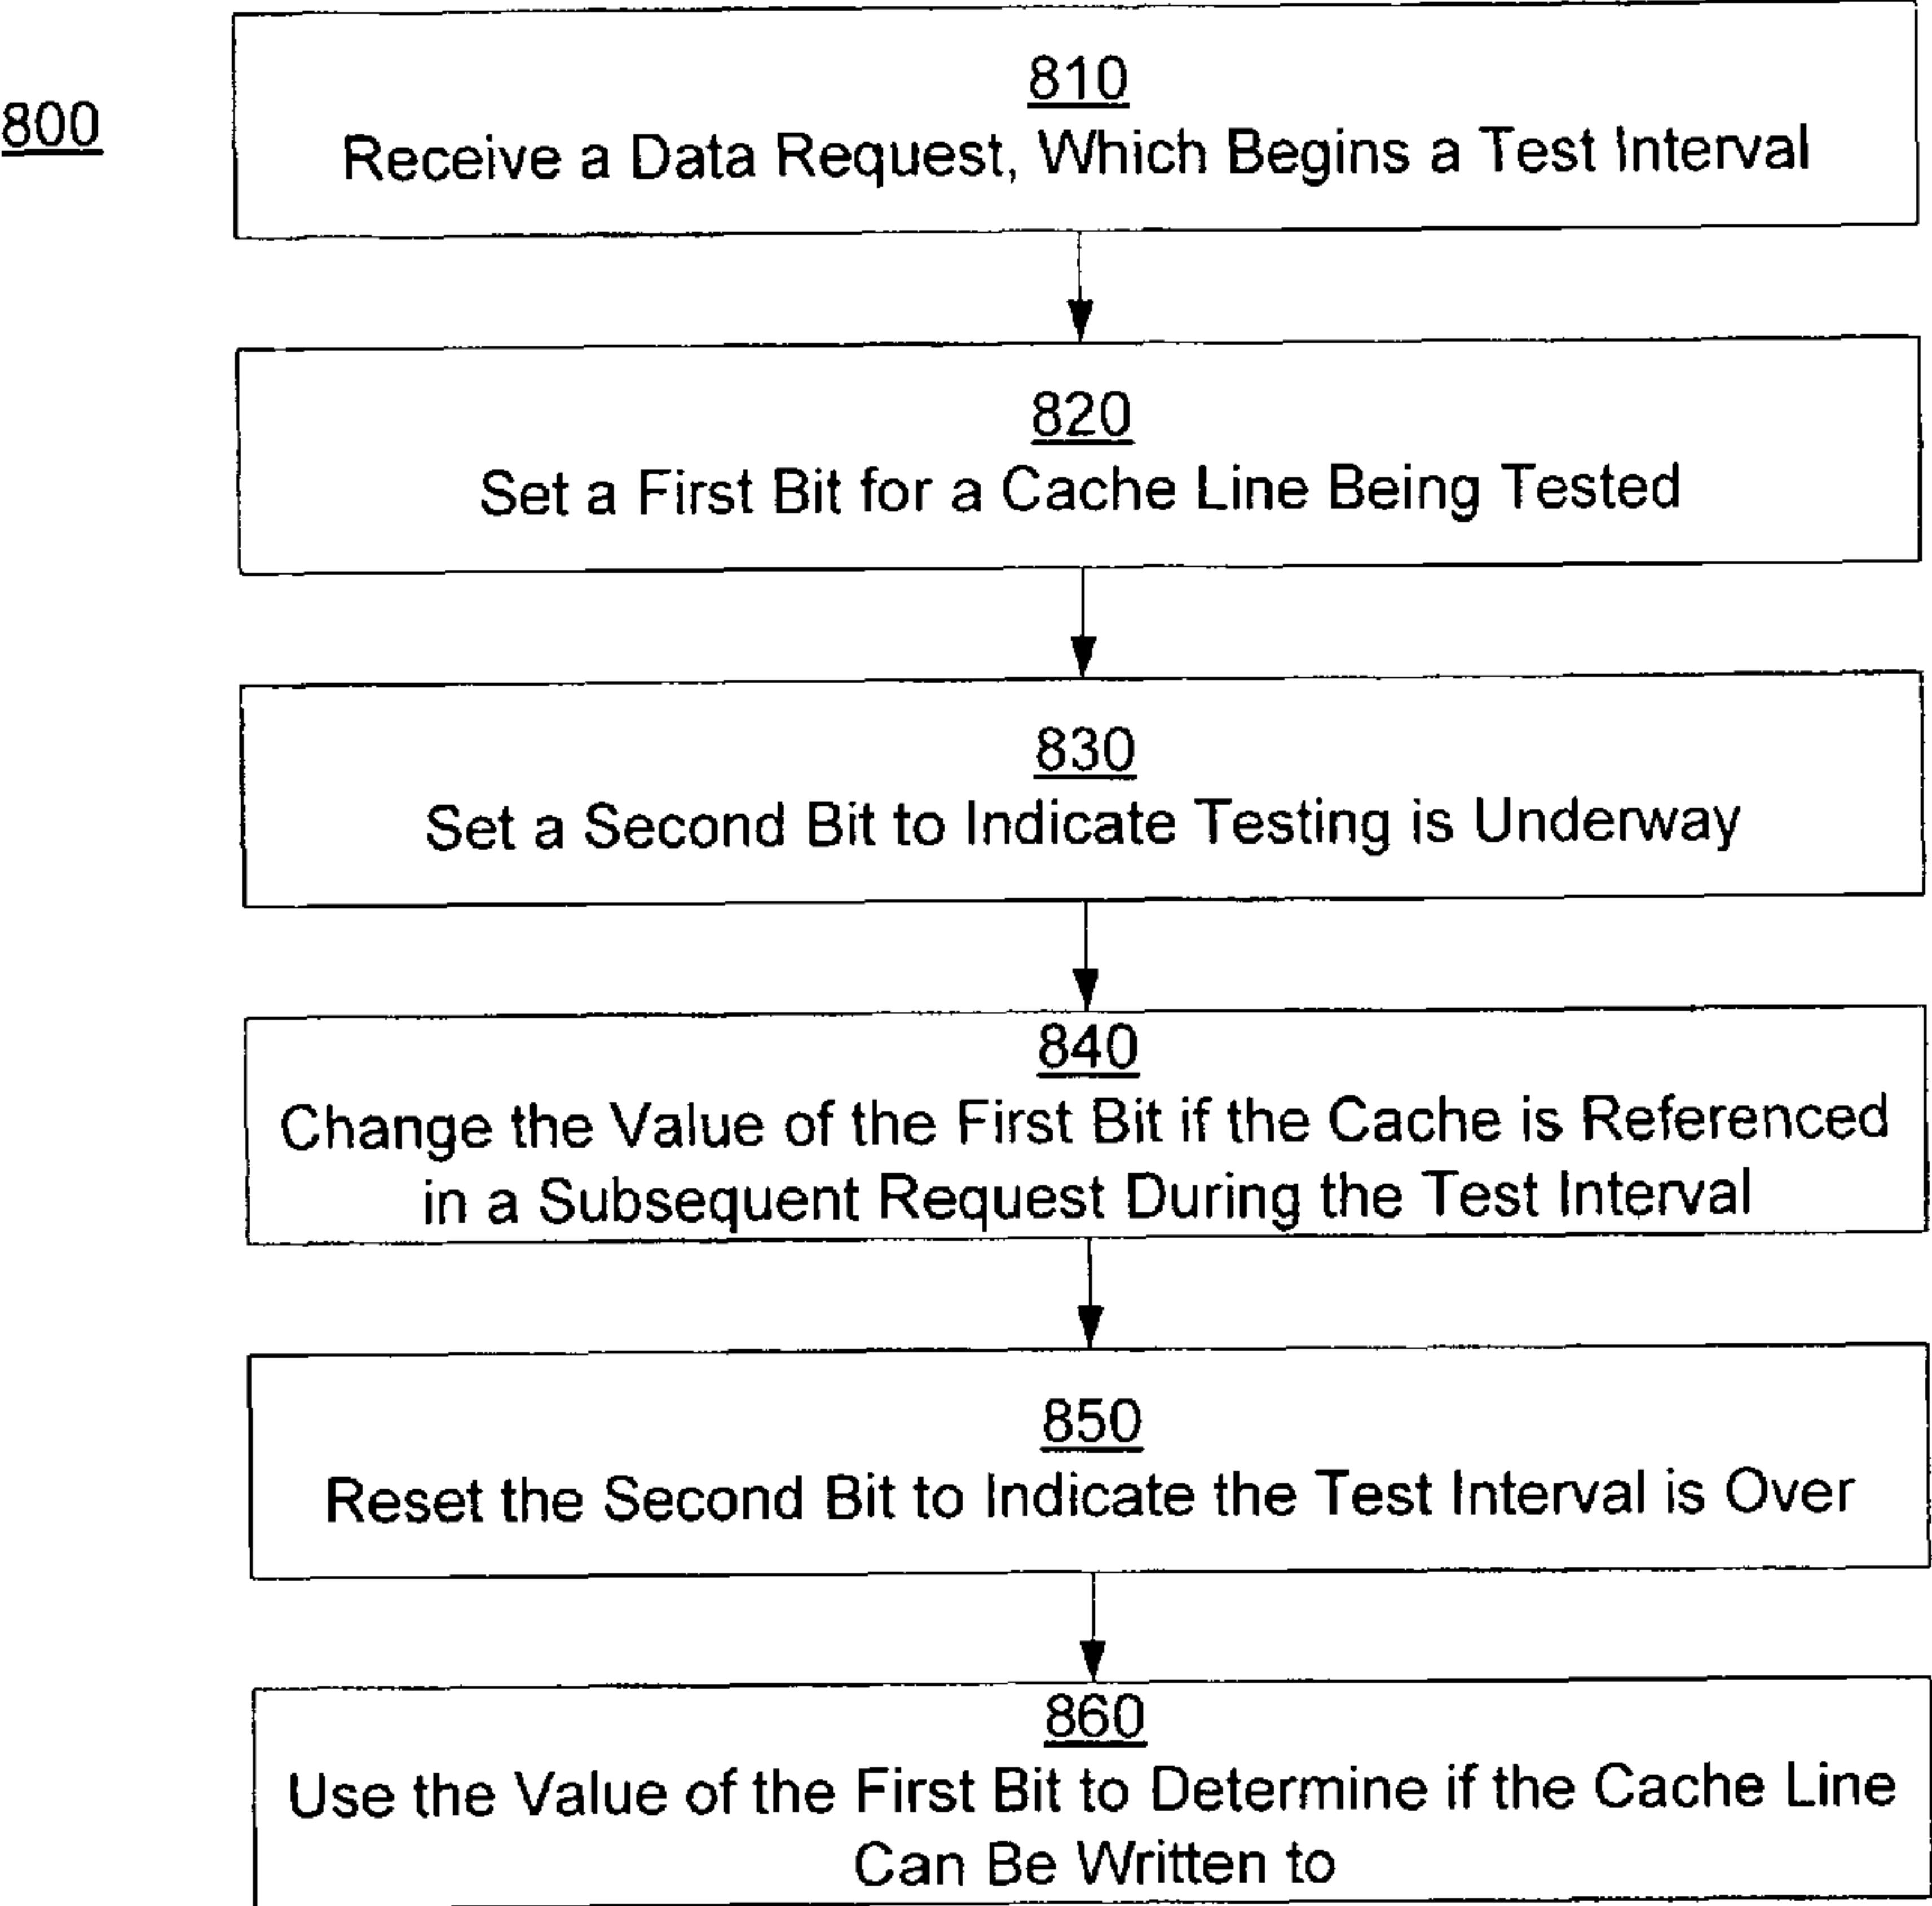 800
810
Receive a Data Request, Which Begins a Test Interval
820
Set a First Bit for a Cache Line Being Tested
830
Set a Second Bit to Indicate Testing is Underway
840
Change the Value of the First Bit if the Cache is Referenced
in a Subsequent Request During the Test Interval
850
Reset the Second Bit to Indicate the Test Interval is Over
860
Use the Value of the First Bit to Determine if the Cache Line
Can Be Written to